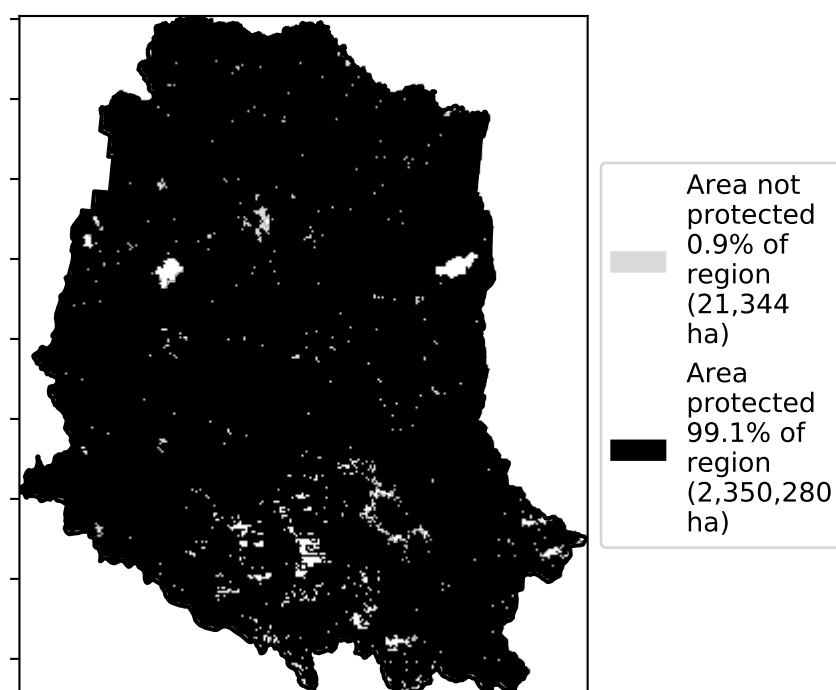 Area not
protected
0.9% of
region
(21,344
ha)
Area
protected
99.1% of
region
(2,350,280
ha)